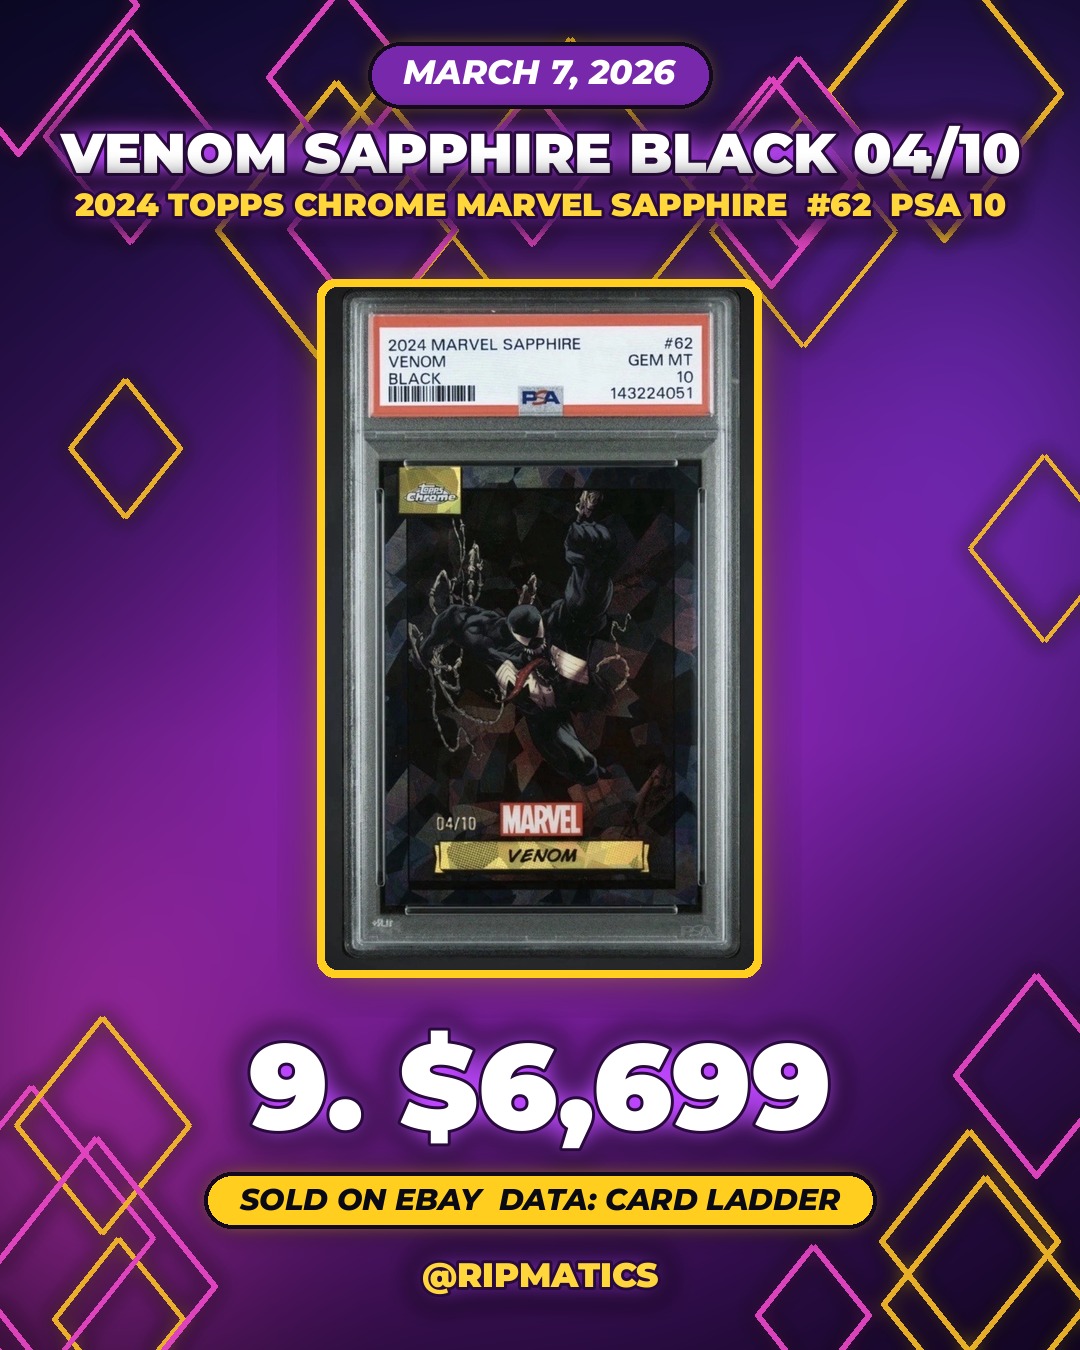 MARCH 7, 2026
VENOM SAPPHIRE BLACK 04/10
2024 TOPPS CHROME MARVEL SAPPHIRE #62 PSA 10
2024 MARVEL SAPPHIRE #62
VENOM GEM MT
BLACK 10
PSA 143224051
Topps Chrome
04/10 MARVEL
VENOM
PSA
9. $6,699
SOLD ON EBAY DATA: CARD LADDER
@RIPMATICS